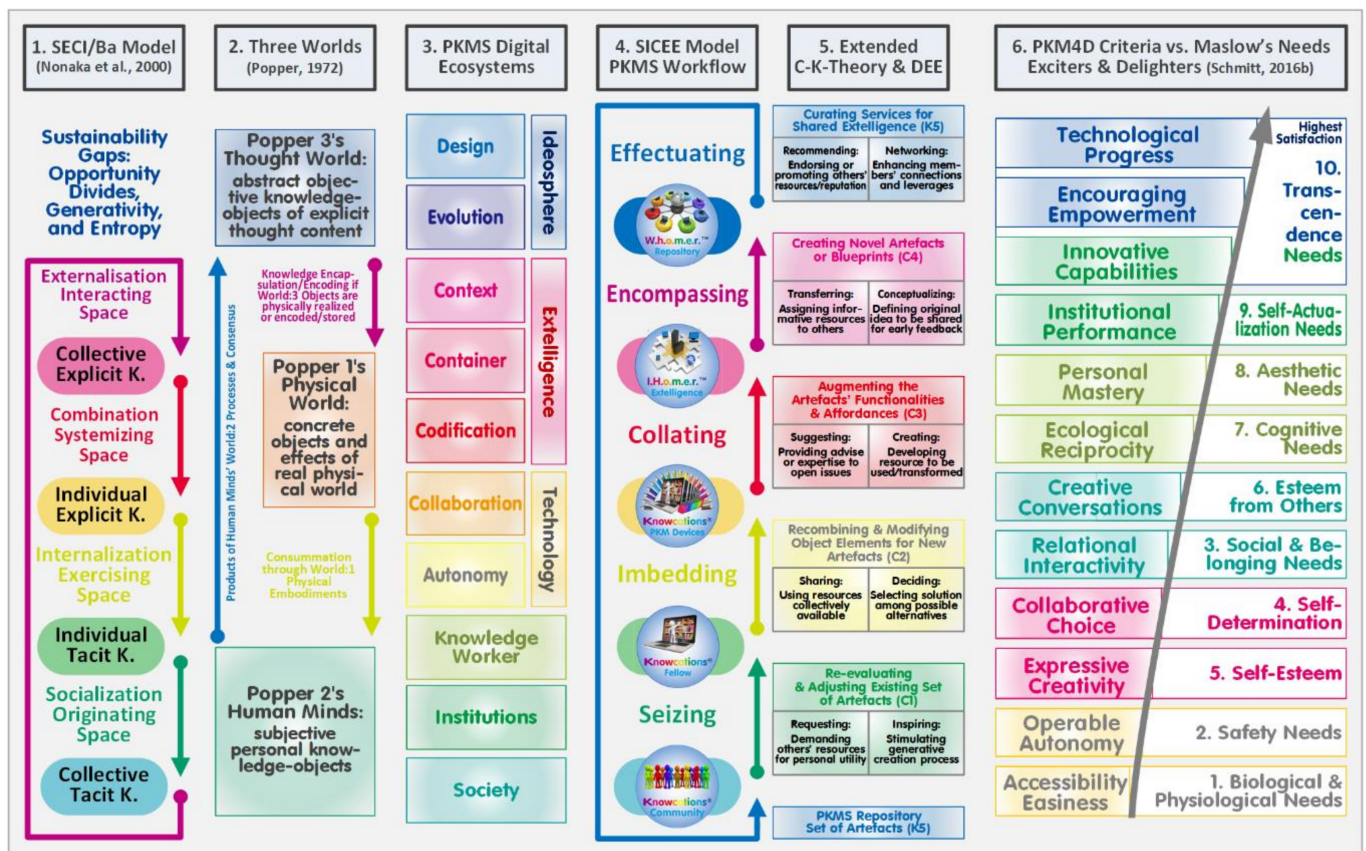 1. SECI/Ba Model
(Nonaka et al., 2000)
Sustainability
Gaps:
Opportunity
Divides,
Generativity,
and Entropy
Externalisation
Interacting
Space
Collective
Explicit K.
Combination
Systemizing
Space
Individual
Explicit K.
Internalization
Exercising
Space
Individual
Tacit K.
Socialization
Originating
Space
Collective
Tacit K.
2. Three Worlds
(Popper, 1972)
Popper 3's
Thought World:
abstract objec-
tive knowledge-
objects of explicit
thought content
Products of Human Minds' World:2 Processes & Consensus
Knowledge Encap-
sulation/Encoding if
World:3 Objects are
physically realized
or encoded/stored
Popper 1's
Physical
World:
concrete
objects and
effects of
real physi-
cal world
Consummation
through World:1
Physical
Embodiments
Popper 2's
Human Minds:
subjective
personal know-
ledge-objects
3. PKMS Digital
Ecosystems
Design
Evolution
Ideosphere
Context
Container
Codification
Extelligence
Collaboration
Autonomy
Technology
Knowledge
Worker
Institutions
Society
4. SICEE Model
PKMS Workflow
Effectuating
W.h.o.m.e.r.™
Repository
Encompassing
I.H.o.m.e.r.™
Extelligence
Collating
Knowcations®
PKM Devices
Imbedding
Knowcations®
Fellow
Seizing
Knowcations®
Community
5. Extended
C-K-Theory & DEE
Curating Services for
Shared Extelligence (K5)
Recommending:
Endorsing or
promoting others'
resources/reputation
Networking:
Enhancing mem-
bers' connections
and leverages
Creating Novel Artefacts
or Blueprints (C4)
Transferring:
Assigning infor-
mative resources
to others
Conceptualizing:
Defining original
idea to be shared
for early feedback
Augmenting the
Artefacts' Functionalities
& Affordances (C3)
Suggesting:
Providing advise
or expertise to
open issues
Creating:
Developing
resource to be
used/transformed
Recombining & Modifying
Object Elements for New
Artefacts (C2)
Sharing:
Using resources
collectively
available
Deciding:
Selecting solution
among possible
alternatives
Re-evaluating
& Adjusting Existing Set
of Artefacts (C1)
Requesting:
Demanding
others' resources
for personal utility
Inspiring:
Stimulating
generative
creation process
PKMS Repository
Set of Artefacts (K5)
6. PKM4D Criteria vs. Maslow's Needs
Exciters & Delighters (Schmitt, 2016b)
Technological
Progress
Encouraging
Empowerment
Innovative
Capabilities
Highest
Satisfaction
10.
Trans-
cen-
dence
Needs
Institutional
Performance
9. Self-Actua-
lization Needs
Personal
Mastery
8. Aesthetic
Needs
Ecological
Reciprocity
7. Cognitive
Needs
Creative
Conversations
6. Esteem
from Others
Relational
Interactivity
3. Social & Be-
longing Needs
Collaborative
Choice
4. Self-
Determination
Expressive
Creativity
5. Self-Esteem
Operable
Autonomy
2. Safety Needs
Accessibility
Easiness
1. Biological &
Physiological Needs